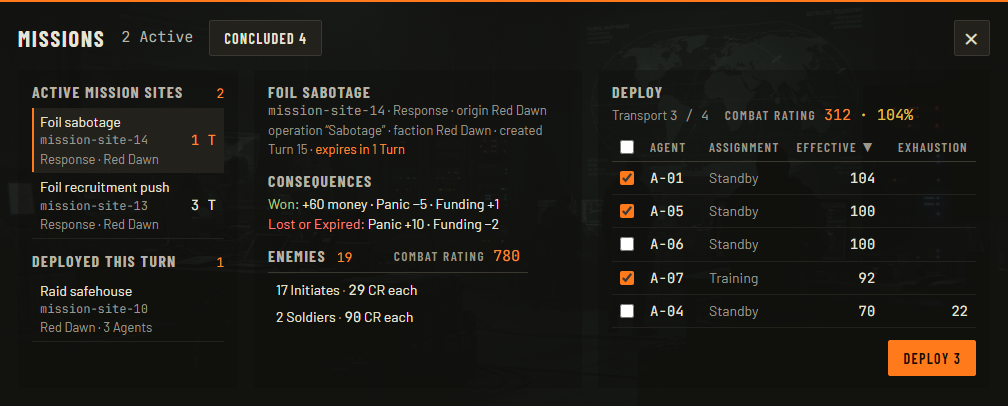 MISSIONS 2 Active CONCLUDED 4 ✕
ACTIVE MISSION SITES 2
Foil sabotage
mission-site-14 1 T
Response · Red Dawn
Foil recruitment push
mission-site-13 3 T
Response · Red Dawn
DEPLOYED THIS TURN 1
Raid safehouse
mission-site-10
Red Dawn · 3 Agents
FOIL SABOTAGE
mission-site-14 · Response · origin Red Dawn
operation “Sabotage” · faction Red Dawn · created
Turn 15 · expires in 1 Turn
CONSEQUENCES
Won: +60 money · Panic −5 · Funding +1
Lost or Expired: Panic +10 · Funding −2
ENEMIES 19 COMBAT RATING 780
17 Initiates · 29 CR each
2 Soldiers · 90 CR each
DEPLOY
Transport 3 / 4 COMBAT RATING 312 · 104%
AGENT ASSIGNMENT EFFECTIVE ▼ EXHAUSTION
A-01 Standby 104
A-05 Standby 100
A-06 Standby 100
A-07 Training 92
A-04 Standby 70 22
DEPLOY 3